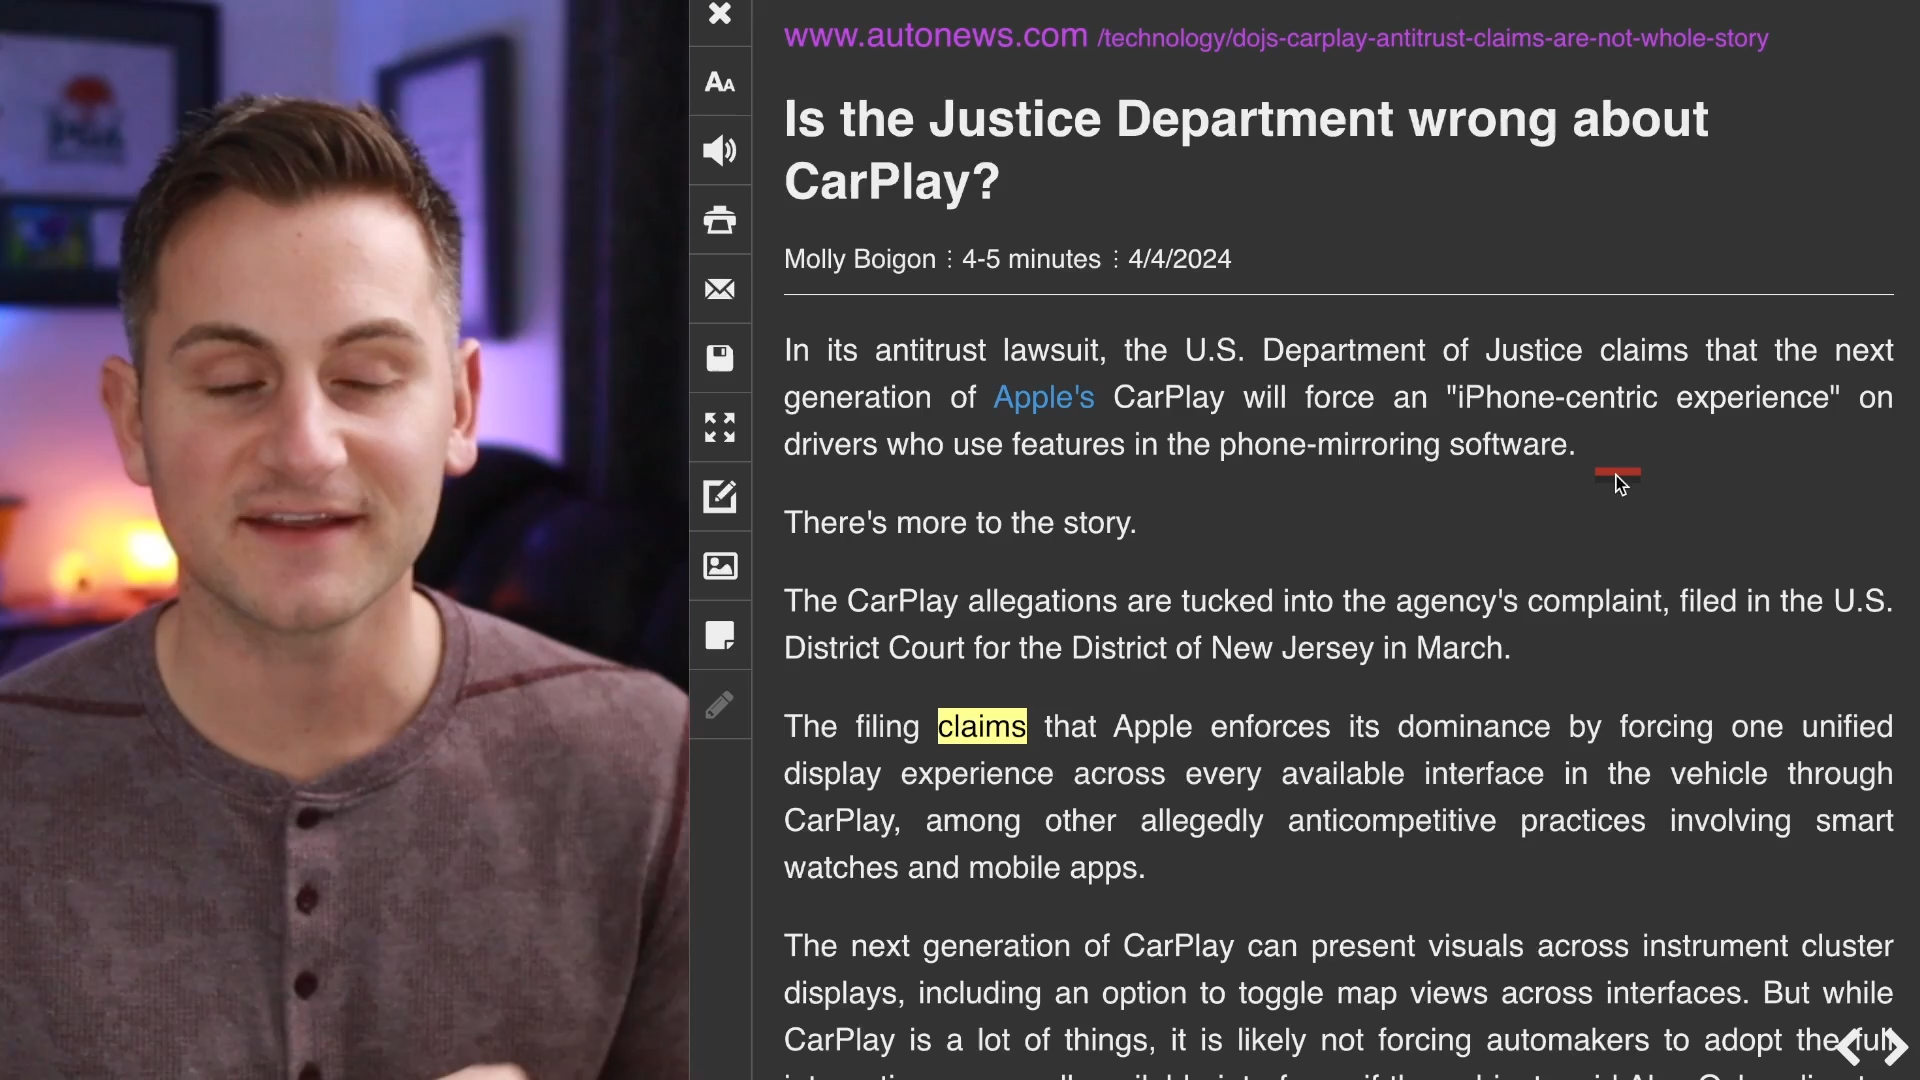 www.autonews.com /technology/dojs-carplay-antitrust-claims-are-not-whole-story
Is the Justice Department wrong about
CarPlay?
Molly Boigon ⋮ 4-5 minutes ⋮ 4/4/2024
In its antitrust lawsuit, the U.S. Department of Justice claims that the next
generation of Apple's CarPlay will force an "iPhone-centric experience" on
drivers who use features in the phone-mirroring software.
There's more to the story.
The CarPlay allegations are tucked into the agency's complaint, filed in the U.S.
District Court for the District of New Jersey in March.
The filing claims that Apple enforces its dominance by forcing one unified
display experience across every available interface in the vehicle through
CarPlay, among other allegedly anticompetitive practices involving smart
watches and mobile apps.
The next generation of CarPlay can present visuals across instrument cluster
displays, including an option to toggle map views across interfaces. But while
CarPlay is a lot of things, it is likely not forcing automakers to adopt the full
AA